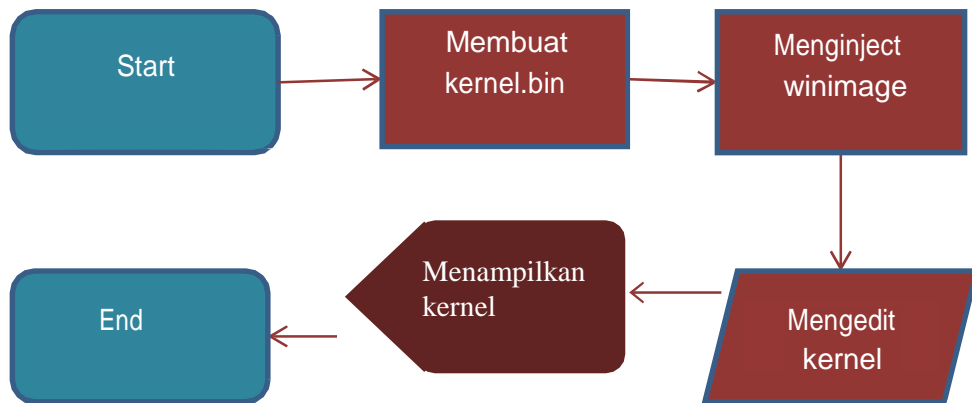 Start
Membuat
kernel.bin
Menginject
winimage
Mengedit
kernel
Menampilkan
kernel
End